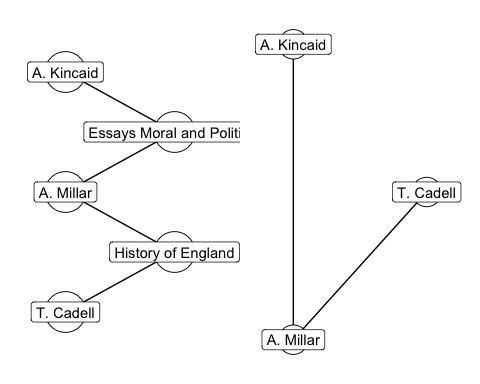 A. Kincaid
Essays Moral and Politi
A. Millar
History of England
T. Cadell
A. Kincaid
T. Cadell
A. Millar